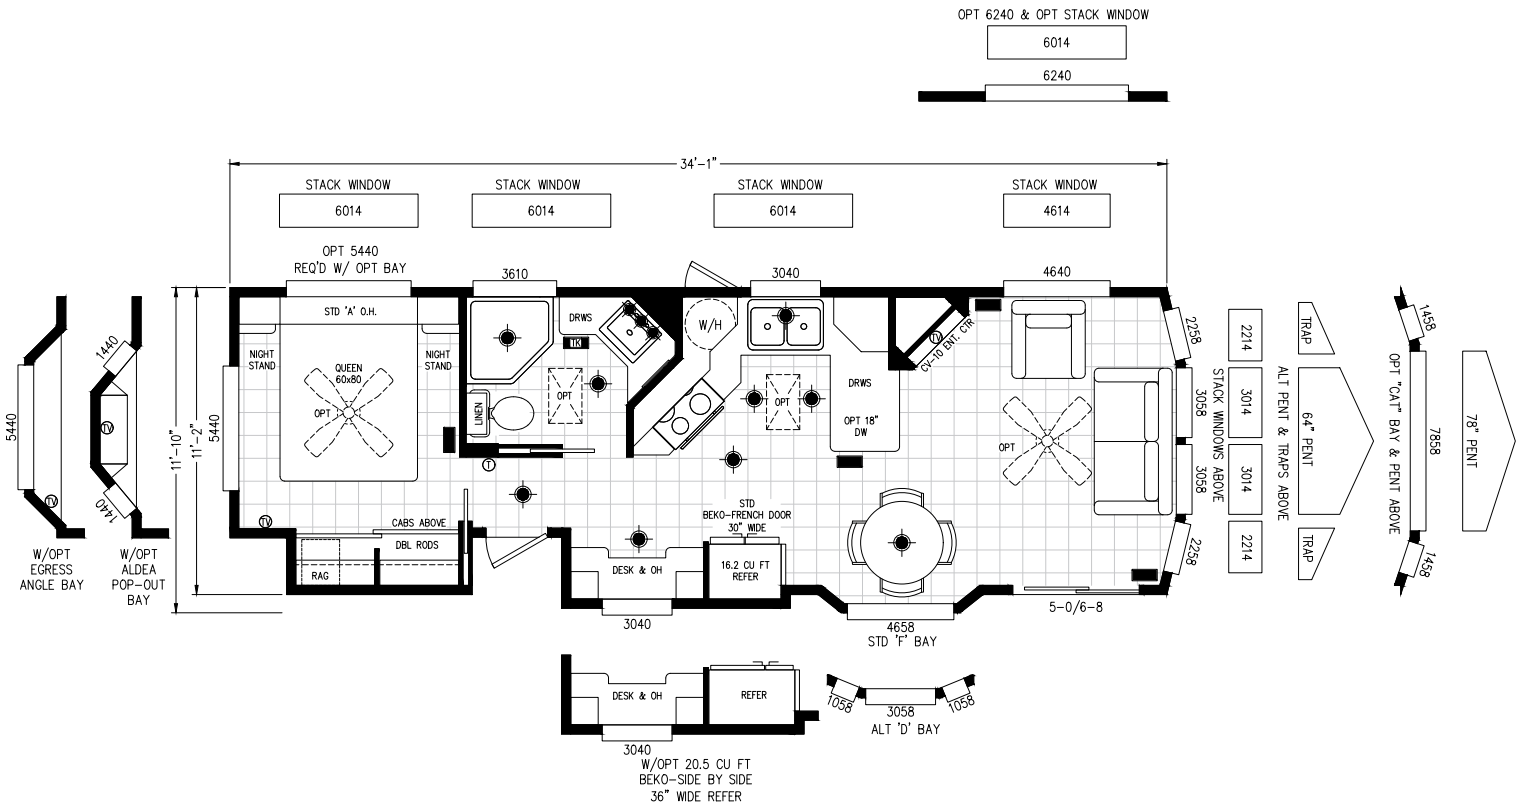 OPT 6240 & OPT STACK WINDOW
6014
6240
34'-1"
STACK WINDOW
6014
STACK WINDOW
6014
STACK WINDOW
6014
STACK WINDOW
4614
OPT 5440
REQ'D W/ OPT BAY
3610
3040
4640
STD 'A' O.H.
NIGHT
STAND
QUEEN
60x80
NIGHT
STAND
OPT
5440
11'-10"
11'-2"
TV
CABS ABOVE
DBL RODS
RAG
DRWS
TK
OPT
LINEN
T
W/H
OPT
DRWS
OPT 18"
DW
TV
CV-10 ENT. CTR
OPT
STD
BEKO-FRENCH DOOR
30" WIDE
16.2 CU FT
REFER
DESK & OH
3040
4658
STD 'F' BAY
5-0/6-8
2258
3058
3058
2258
STACK WINDOWS ABOVE
2214
3014
3014
2214
ALT PENT & TRAPS ABOVE
TRAP
64" PENT
TRAP
OPT "CAT" BAY & PENT ABOVE
1458
7858
1458
78" PENT
5440
TV
W/OPT
EGRESS
ANGLE BAY
1440
TV
1440
W/OPT
ALDEA
POP-OUT
BAY
DESK & OH
REFER
3040
W/OPT 20.5 CU FT
BEKO-SIDE BY SIDE
36" WIDE REFER
1058
3058
1058
ALT 'D' BAY